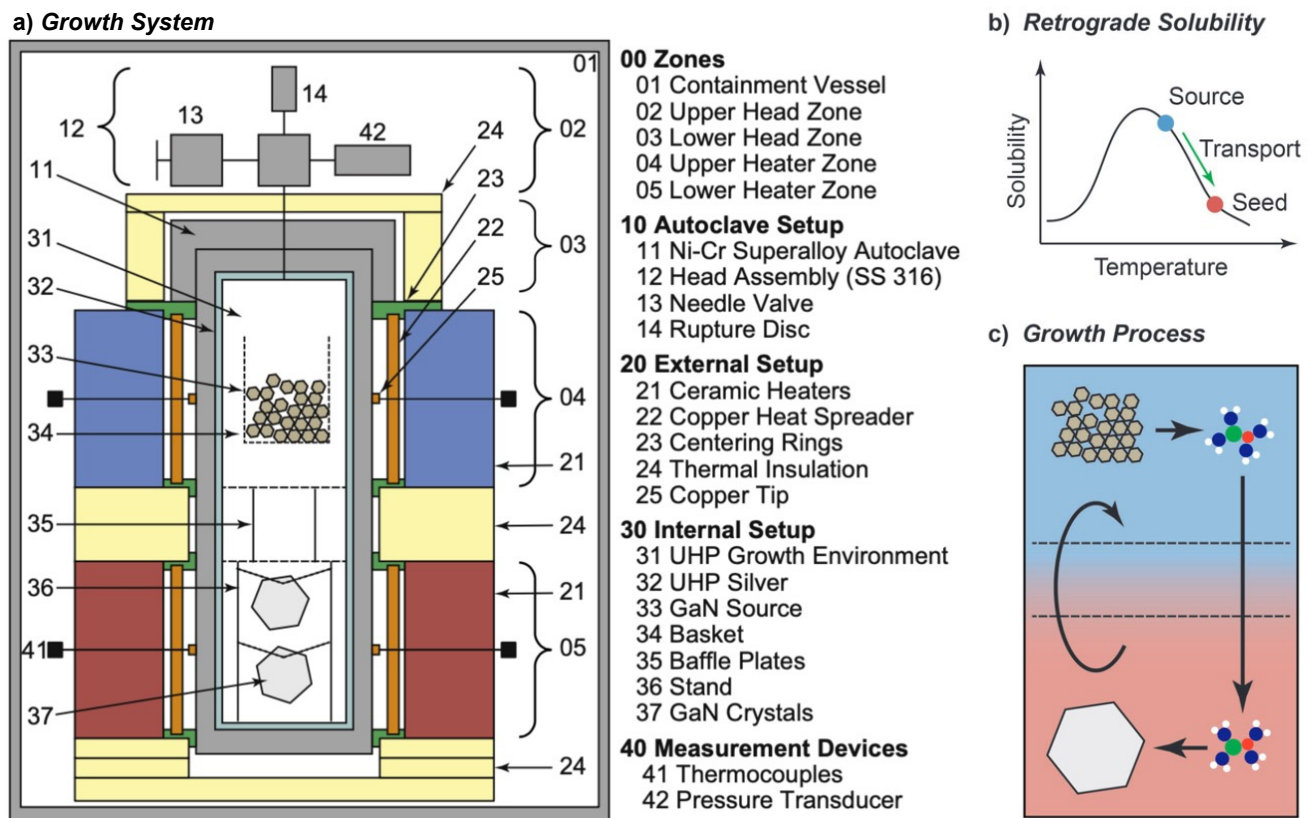 a) Growth System
01
14
13
42
12
02
24
11
23
03
22
31
25
32
33
04
34
21
35
24
36
21
41
05
37
24
00 Zones
01 Containment Vessel
02 Upper Head Zone
03 Lower Head Zone
04 Upper Heater Zone
05 Lower Heater Zone
10 Autoclave Setup
11 Ni-Cr Superalloy Autoclave
12 Head Assembly (SS 316)
13 Needle Valve
14 Rupture Disc
20 External Setup
21 Ceramic Heaters
22 Copper Heat Spreader
23 Centering Rings
24 Thermal Insulation
25 Copper Tip
30 Internal Setup
31 UHP Growth Environment
32 UHP Silver
33 GaN Source
34 Basket
35 Baffle Plates
36 Stand
37 GaN Crystals
40 Measurement Devices
41 Thermocouples
42 Pressure Transducer
b) Retrograde Solubility
Source
Transport
Seed
Solubility
Temperature
c) Growth Process